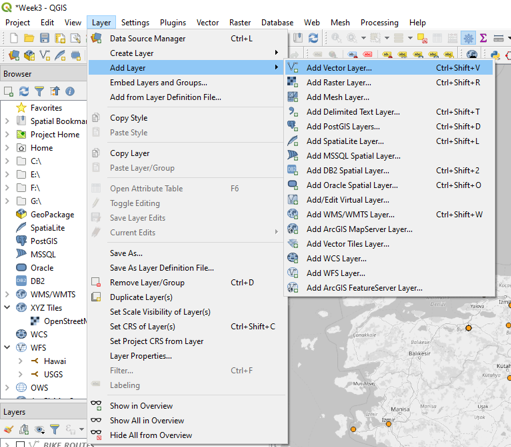 *Week3 — QGIS
Project Edit View Layer Settings Plugins Vector Raster Database Web Mesh Processing Help
Data Source Manager Ctrl+L
Create Layer
Add Layer
Embed Layers and Groups...
Add from Layer Definition File...
Copy Style
Paste Style
Copy Layer
Paste Layer/Group
Open Attribute Table F6
Toggle Editing
Save Layer Edits
Current Edits
Save As...
Save As Layer Definition File...
Remove Layer/Group Ctrl+D
Duplicate Layer(s)
Set Scale Visibility of Layer(s)
Set CRS of Layer(s) Ctrl+Shift+C
Set Project CRS from Layer
Layer Properties...
Filter... Ctrl+F
Labeling
Show in Overview
Show All in Overview
Hide All from Overview
Add Vector Layer... Ctrl+Shift+V
Add Raster Layer... Ctrl+Shift+R
Add Mesh Layer...
Add Delimited Text Layer... Ctrl+Shift+T
Add PostGIS Layers... Ctrl+Shift+D
Add SpatiaLite Layer... Ctrl+Shift+L
Add MSSQL Spatial Layer...
Add DB2 Spatial Layer... Ctrl+Shift+2
Add Oracle Spatial Layer... Ctrl+Shift+O
Add/Edit Virtual Layer...
Add WMS/WMTS Layer... Ctrl+Shift+W
Add ArcGIS MapServer Layer...
Add Vector Tiles Layer...
Add WCS Layer...
Add WFS Layer...
Add ArcGIS FeatureServer Layer...
Browser
Favorites
Spatial Bookm
Project Home
Home
C:\
E:\
F:\
G:\
GeoPackage
SpatiaLite
PostGIS
MSSQL
Oracle
DB2
WMS/WMTS
XYZ Tiles
OpenStreetM
WCS
WFS
Hawai
USGS
OWS
Layers
BIKE ROUT
Çanakkale
Balıkesir
Kütah
Manisa
Uşak
İzmir